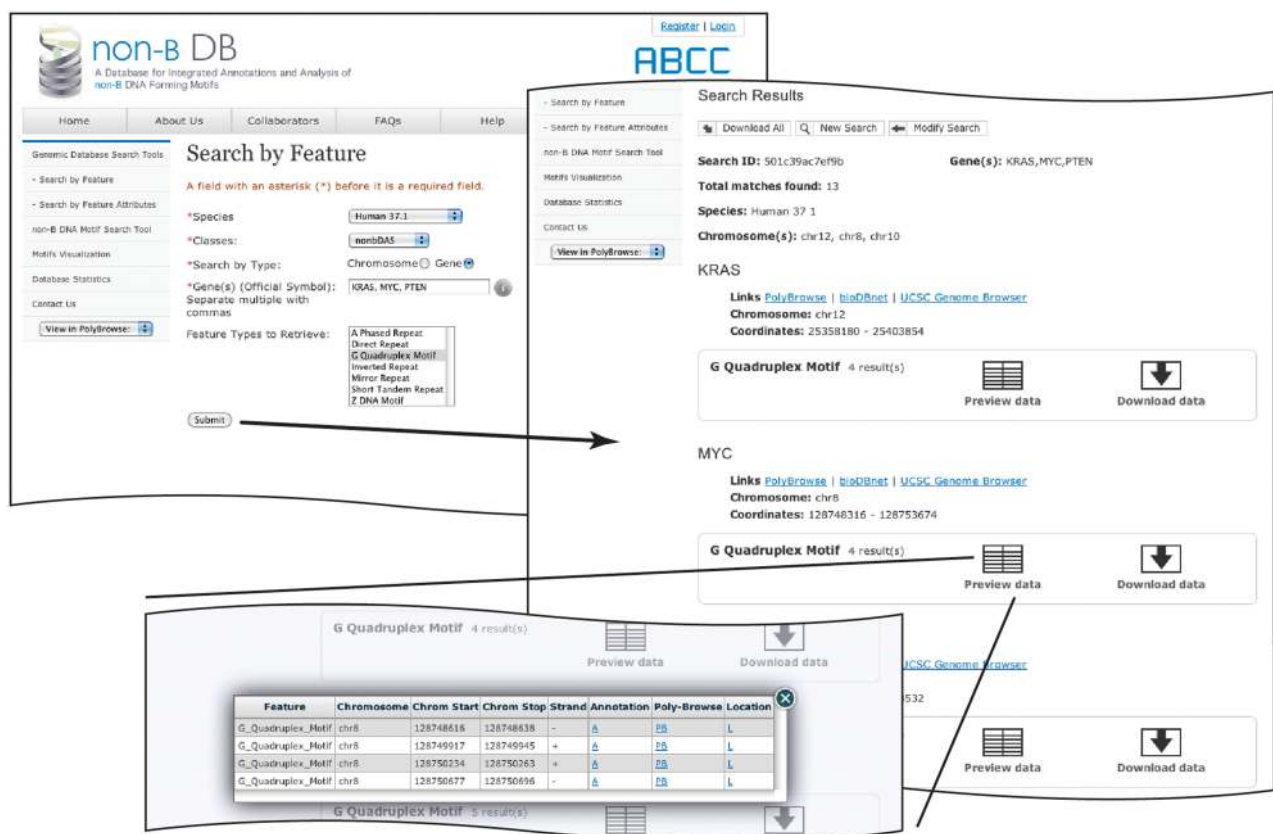 Register | Login
non-B DB
A Database for Integrated Annotations and Analysis of
non-B DNA Forming Motifs
ABCC
Home About Us Collaborators FAQs Help
Genomic Database Search Tools
- Search by Feature
- Search by Feature Attributes
non-B DNA Motif Search Tool
Motifs Visualization
Database Statistics
Contact Us
View in PolyBrowse:
Search by Feature
A field with an asterisk (*) before it is a required field.
*Species Human 37.1
*Classes: nonbDAS
*Search by Type: Chromosome Gene
*Gene(s) (Official Symbol): KRAS, MYC, PTEN
Separate multiple with
commas
Feature Types to Retrieve:
A Phased Repeat
Direct Repeat
G Quadruplex Motif
Inverted Repeat
Mirror Repeat
Short Tandem Repeat
Z DNA Motif
Submit
- Search by Feature
- Search by Feature Attributes
non-B DNA Motif Search Tool
Motifs Visualization
Database Statistics
Contact Us
View in PolyBrowse:
Search Results
Download All New Search Modify Search
Search ID: 501c39ac7ef9b Gene(s): KRAS,MYC,PTEN
Total matches found: 13
Species: Human 37 1
Chromosome(s): chr12, chr8, chr10
KRAS
Links PolyBrowse | bioDBnet | UCSC Genome Browser
Chromosome: chr12
Coordinates: 25358180 - 25403854
G Quadruplex Motif 4 result(s)
Preview data Download data
MYC
Links PolyBrowse | bioDBnet | UCSC Genome Browser
Chromosome: chr8
Coordinates: 128748316 - 128753674
G Quadruplex Motif 4 result(s)
Preview data Download data
UCSC Genome Browser
532
Preview data Download data
G Quadruplex Motif 4 result(s)
Preview data Download data
Feature Chromosome Chrom Start Chrom Stop Strand Annotation Poly-Browse Location
G_Quadruplex_Motif chr8 128748616 128748638 - A PB L
G_Quadruplex_Motif chr8 128749917 128749945 + A PB L
G_Quadruplex_Motif chr8 128750234 128750263 + A PB L
G_Quadruplex_Motif chr8 128750677 128750696 - A PB L
G Quadruplex Motif 5 result(s)